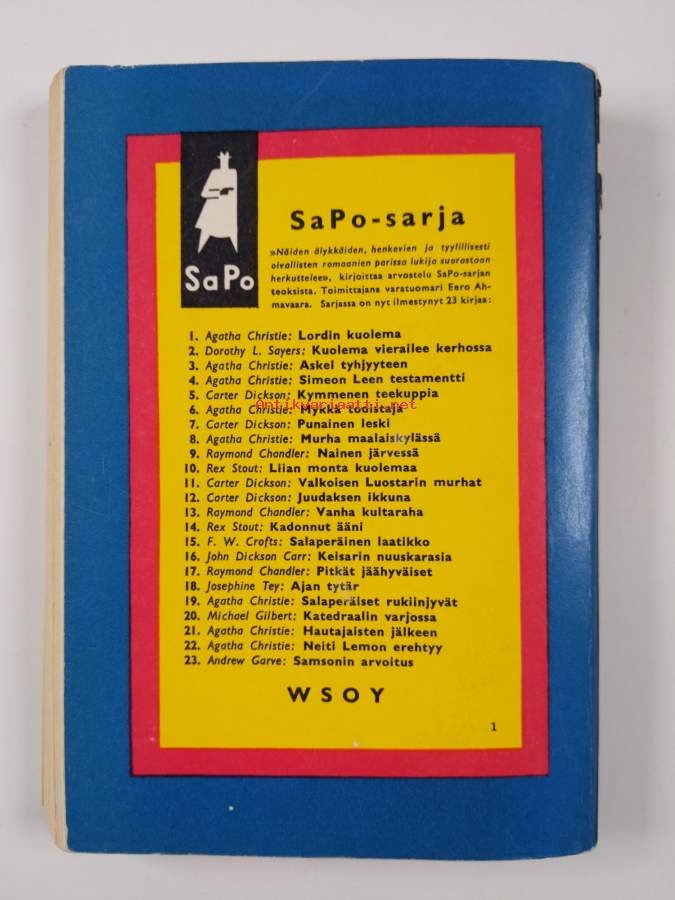 SaPo
SaPo-sarja
»Näiden älykkäiden, henkevien ja tyylillisesti
oivallisten romaanien parissa lukija suorastaan
herkuttelee», kirjoittaa arvostelu SaPo-sarjan
teoksista. Toimittajana varatuomari Eero Ah-
mavaara. Sarjassa on nyt ilmestynyt 23 kirjaa:
1. Agatha Christie: Lordin kuolema
2. Dorothy L. Sayers: Kuolema vierailee kerhossa
3. Agatha Christie: Askel tyhjyyteen
4. Agatha Christie: Simeon Leen testamentti
5. Carter Dickson: Kymmenen teekuppia
Antikvariaatti.net
6. Agatha Christie: Mykkä todistaja
7. Carter Dickson: Punainen leski
8. Agatha Christie: Murha maalaiskylässä
9. Raymond Chandler: Nainen järvessä
10. Rex Stout: Liian monta kuolemaa
11. Carter Dickson: Valkoisen Luostarin murhat
12. Carter Dickson: Juudaksen ikkuna
13. Raymond Chandler: Vanha kultaraha
14. Rex Stout: Kadonnut ääni
15. F. W. Crofts: Salaperäinen laatikko
16. John Dickson Carr: Keisarin nuuskarasia
17. Raymond Chandler: Pitkät jäähyväiset
18. Josephine Tey: Ajan tytär
19. Agatha Christie: Salaperäiset rukiinjyvät
20. Michael Gilbert: Katedraalin varjossa
21. Agatha Christie: Hautajaisten jälkeen
22. Agatha Christie: Neiti Lemon erehtyy
23. Andrew Garve: Samsonin arvoitus
WSOY
1